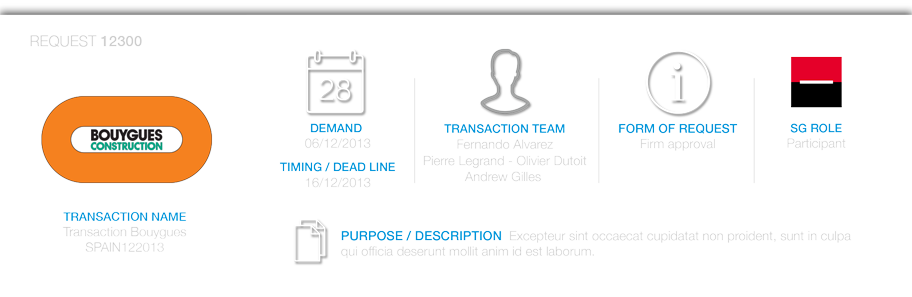 REQUEST 12300
BOUYGUES
CONSTRUCTION
TRANSACTION NAME
Transaction Bouygues
SPAIN122013
28
DEMAND
06/12/2013
TIMING / DEAD LINE
16/12/2013
TRANSACTION TEAM
Fernando Alvarez
Pierre Legrand - Olivier Dutoit
Andrew Gilles
i
FORM OF REQUEST
Firm approval
SG ROLE
Participant
PURPOSE / DESCRIPTION Excepteur sint occaecat cupidatat non proident, sunt in culpa
qui officia deserunt mollit anim id est laborum.